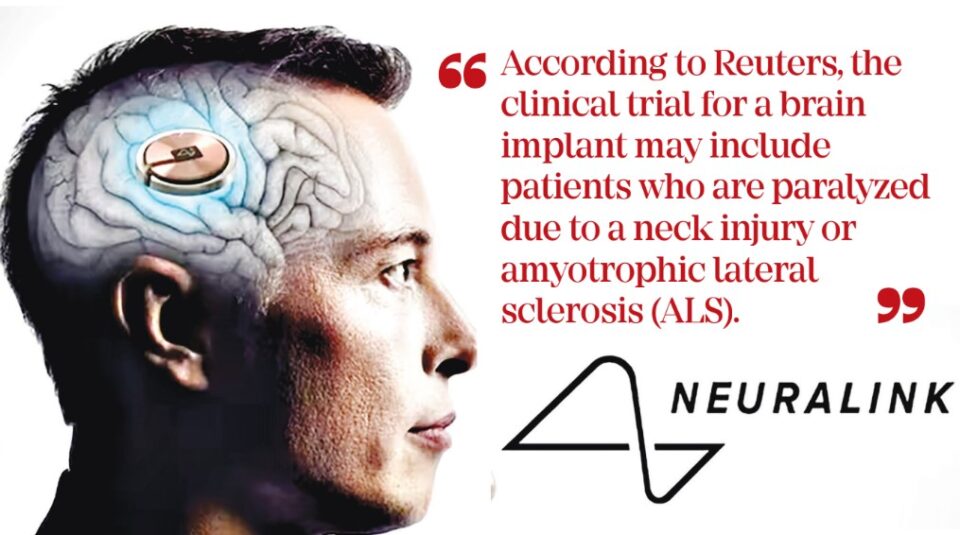 “ According to Reuters, the
clinical trial for a brain
implant may include
patients who are paralyzed
due to a neck injury or
amyotrophic lateral
sclerosis (ALS). ”
NEURALINK